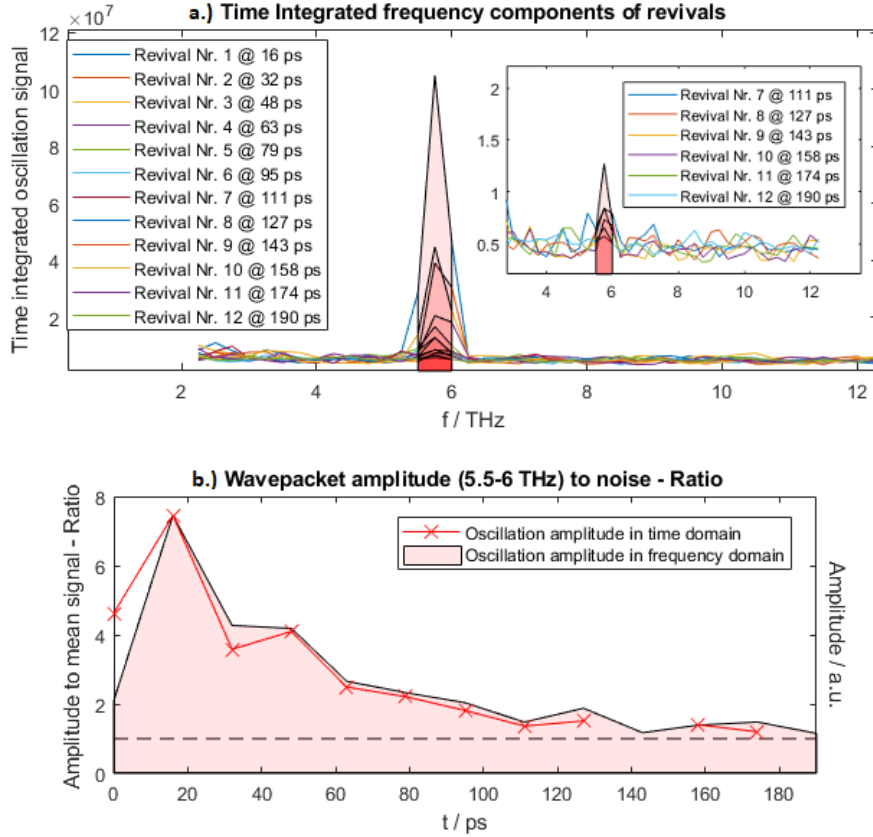 a.) Time Integrated frequency components of revivals
×10⁷
Time integrated oscillation signal
12
10
8
6
4
2
Revival Nr. 1 @ 16 ps
Revival Nr. 2 @ 32 ps
Revival Nr. 3 @ 48 ps
Revival Nr. 4 @ 63 ps
Revival Nr. 5 @ 79 ps
Revival Nr. 6 @ 95 ps
Revival Nr. 7 @ 111 ps
Revival Nr. 8 @ 127 ps
Revival Nr. 9 @ 143 ps
Revival Nr. 10 @ 158 ps
Revival Nr. 11 @ 174 ps
Revival Nr. 12 @ 190 ps
2
1.5
1
0.5
Revival Nr. 7 @ 111 ps
Revival Nr. 8 @ 127 ps
Revival Nr. 9 @ 143 ps
Revival Nr. 10 @ 158 ps
Revival Nr. 11 @ 174 ps
Revival Nr. 12 @ 190 ps
4 6 8 10 12
2 4 6 8 10 12
f / THz
b.) Wavepacket amplitude (5.5-6 THz) to noise - Ratio
Amplitude to mean signal - Ratio
8
6
4
2
0
Oscillation amplitude in time domain
Oscillation amplitude in frequency domain
Amplitude / a.u.
0 20 40 60 80 100 120 140 160 180
t / ps